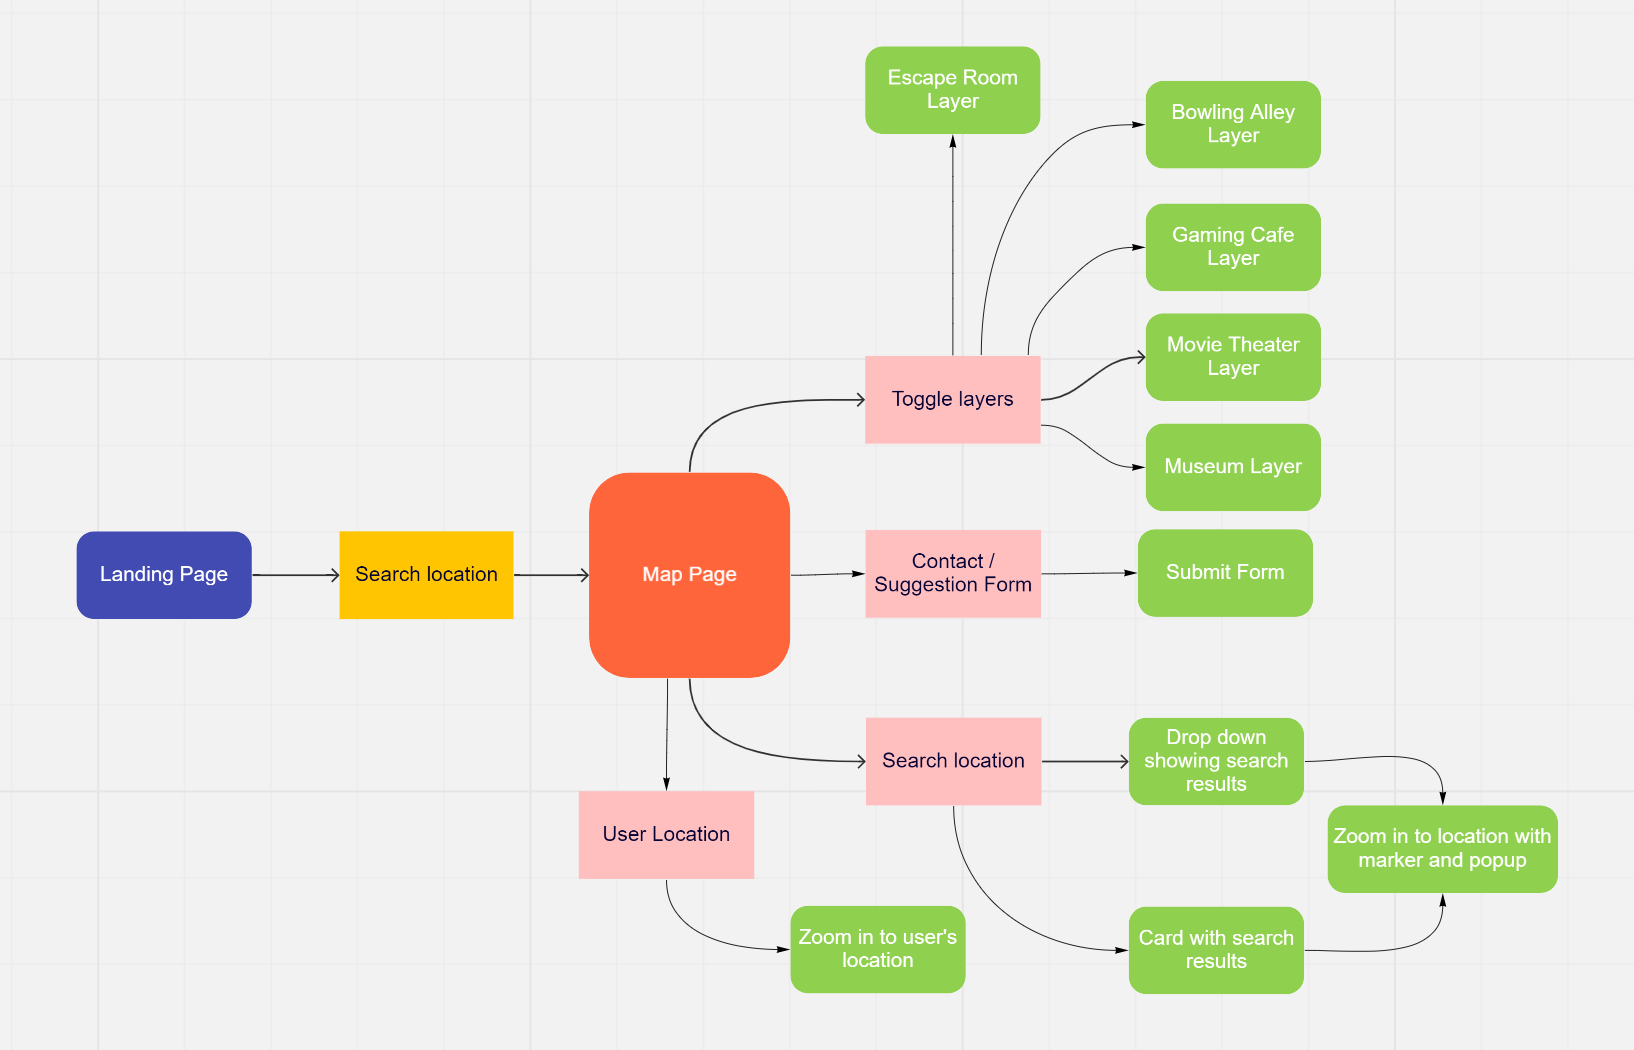 Escape Room
Layer
Bowling Alley
Layer
Gaming Cafe
Layer
Movie Theater
Layer
Toggle layers
Museum Layer
Landing Page
Search location
Map Page
Contact /
Suggestion Form
Submit Form
Search location
Drop down
showing search
results
User Location
Zoom in to location with
marker and popup
Zoom in to user's
location
Card with search
results